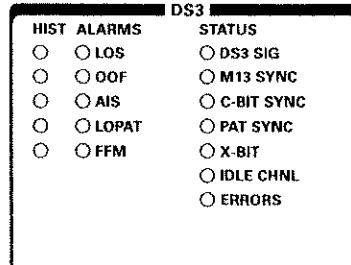 DS3
HIST ALARMS STATUS
LOS DS3 SIG
OOF M13 SYNC
AIS C-BIT SYNC
LOPAT PAT SYNC
FFM X-BIT
IDLE CHNL
ERRORS